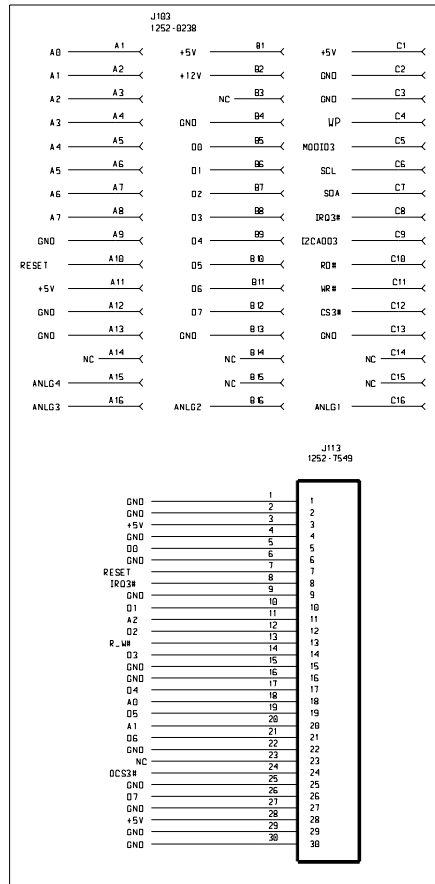 J103
1252-8238
A0 A1 +5V B1 +5V C1
A1 A2 +12V B2 GND C2
A2 A3 NC B3 GND C3
A3 A4 GND B4 WP C4
A4 A5 D0 B5 MODID3 C5
A5 A6 D1 B6 SCL C6
A6 A7 D2 B7 SDA C7
A7 A8 D3 B8 IRQ3# C8
GND A9 D4 B9 I2CADD3 C9
RESET A10 D5 B10 RD# C10
+5V A11 D6 B11 WR# C11
GND A12 D7 B12 CS3# C12
GND A13 GND B13 GND C13
NC A14 NC B14 NC C14
ANLG4 A15 NC B15 NC C15
ANLG3 A16 ANLG2 B16 ANLG1 C16
J113
1252-7549
GND 1 1
GND 2 2
+5V 3 3
GND 4 4
D0 5 5
GND 6 6
RESET 7 7
IRQ3# 8 8
GND 9 9
D1 10 10
A2 11 11
D2 12 12
R_W# 13 13
D3 14 14
GND 15 15
GND 16 16
D4 17 17
A0 18 18
D5 19 19
A1 20 20
D6 21 21
GND 22 22
NC 23 23
OCS3# 24 24
GND 25 25
D7 26 26
GND 27 27
+5V 28 28
GND 29 29
GND 30 30